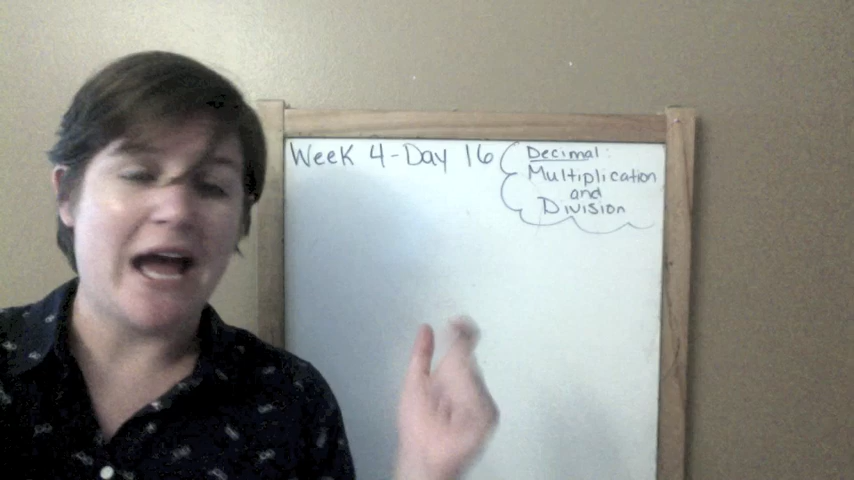 Week 4-Day 16
Decimal:
Multiplication
and
Division